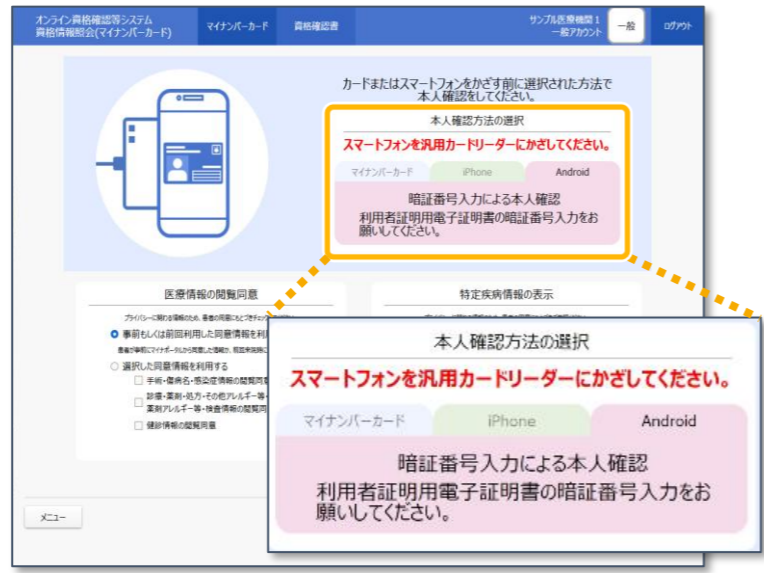 オンライン資格確認等システム
資格情報照会(マイナンバーカード)
マイナンバーカード
資格確認書
サンプル医療機関1
一般アカウント
一般
ログアウト
カードまたはスマートフォンをかざす前に選択された方法で
本人確認をしてください。
本人確認方法の選択
スマートフォンを汎用カードリーダーにかざしてください。
マイナンバーカード
iPhone
Android
暗証番号入力による本人確認
利用者証明用電子証明書の暗証番号入力をお
願いしてください。
医療情報の閲覧同意
事前もしくは前回利用した同意情報を利
選択した同意情報を利用する
手術・傷病名・感染症情報の閲覧同意
診療・薬剤・処方・その他アレルギー等・
薬剤アレルギー等・検査情報の閲覧同
健診情報の閲覧同意
特定疾病情報の表示
本人確認方法の選択
スマートフォンを汎用カードリーダーにかざしてください。
マイナンバーカード
iPhone
Android
暗証番号入力による本人確認
利用者証明用電子証明書の暗証番号入力をお
願いしてください。
メニュー